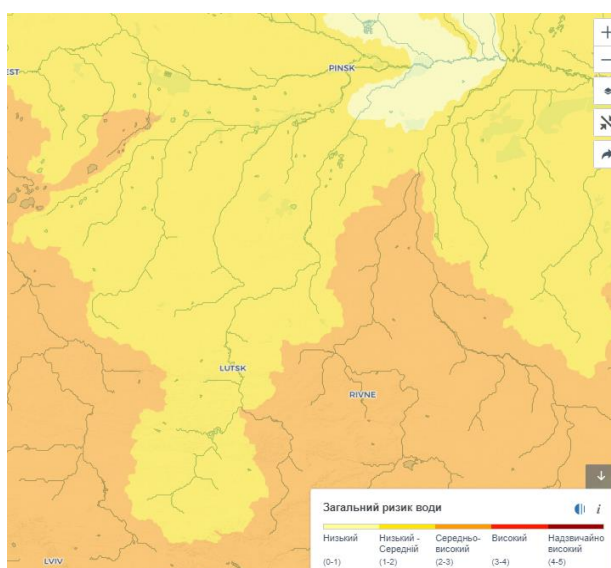 PINSK
EST
LUTSK
RIVNE
LVIV
Загальний ризик води
Низький Низький - Середній Середньо-високий Високий Надзвичайно високий
(0-1) (1-2) (2-3) (3-4) (4-5)